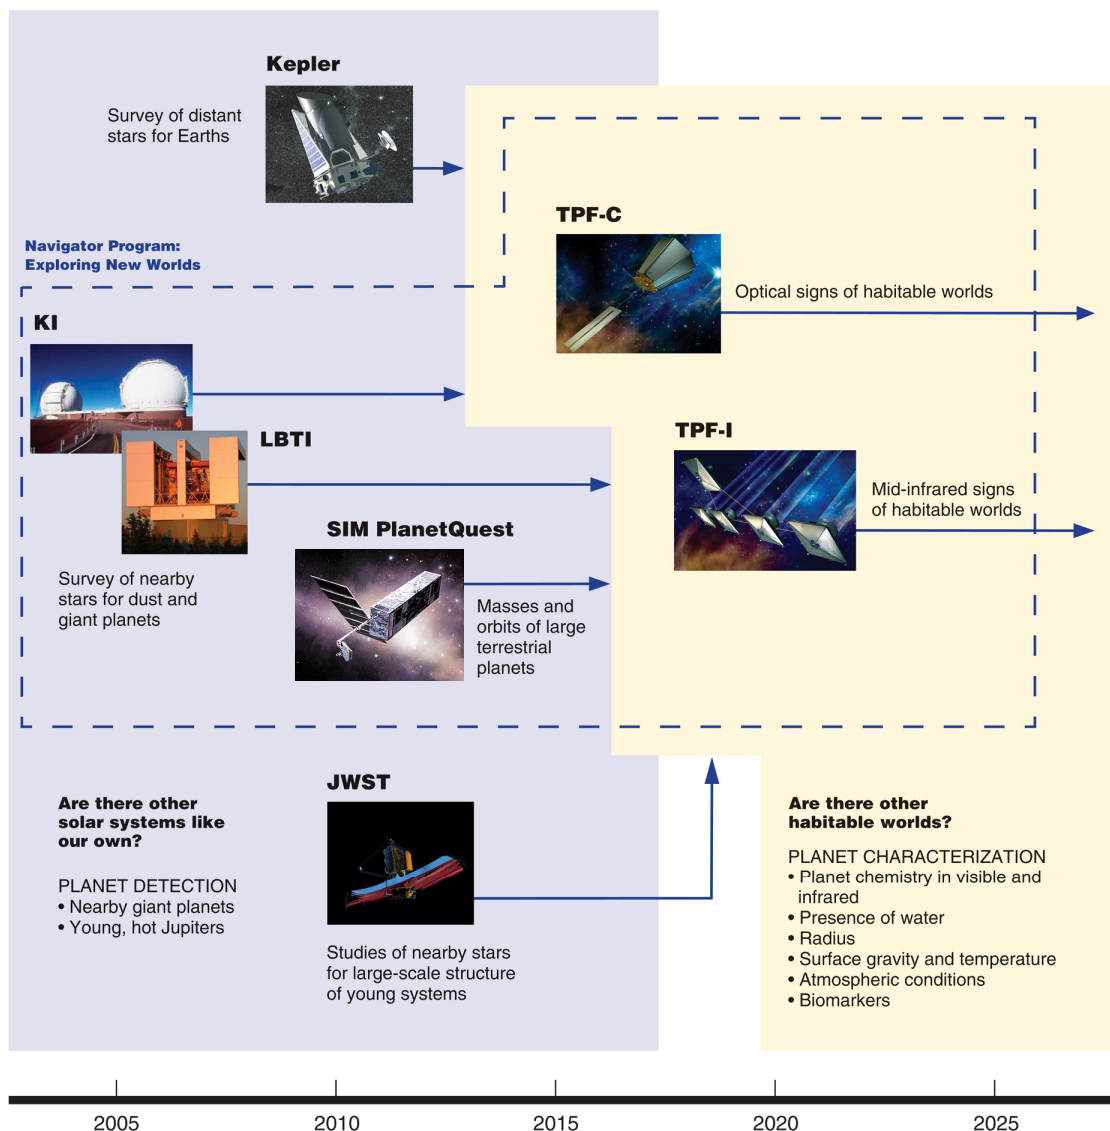 Kepler
Survey of distant
stars for Earths
TPF-C
Navigator Program:
Exploring New Worlds
Optical signs of habitable worlds
KI
LBTI
TPF-I
Mid-infrared signs
of habitable worlds
SIM PlanetQuest
Survey of nearby
stars for dust and
giant planets
Masses and
orbits of large
terrestrial
planets
JWST
Are there other
solar systems like
our own?
PLANET DETECTION
• Nearby giant planets
• Young, hot Jupiters
Studies of nearby stars
for large-scale structure
of young systems
Are there other
habitable worlds?
PLANET CHARACTERIZATION
• Planet chemistry in visible and
infrared
• Presence of water
• Radius
• Surface gravity and temperature
• Atmospheric conditions
• Biomarkers
2005 2010 2015 2020 2025